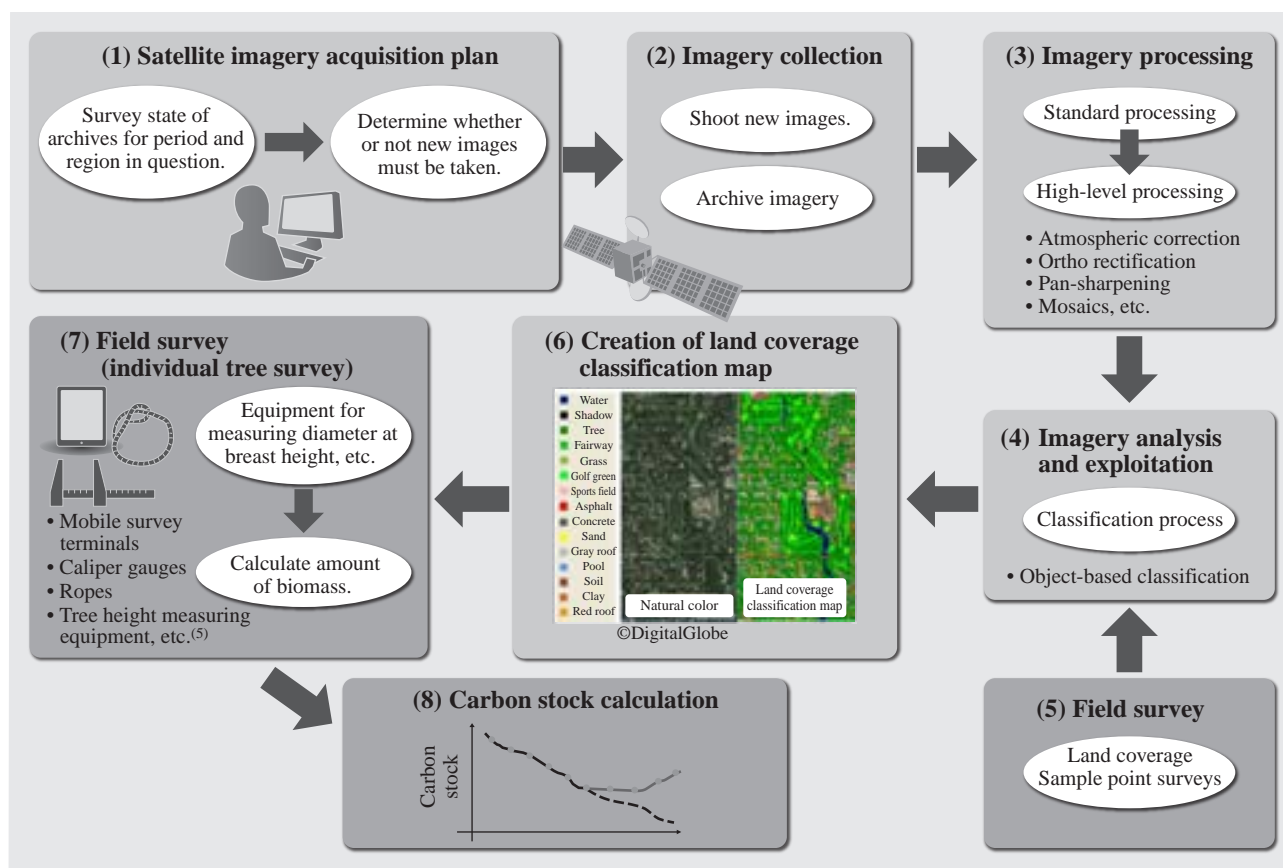 (1) Satellite imagery acquisition plan
Survey state of
archives for period and
region in question.
Determine whether
or not new images
must be taken.
(2) Imagery collection
Shoot new images.
Archive imagery
(3) Imagery processing
Standard processing
High-level processing
• Atmospheric correction
• Ortho rectification
• Pan-sharpening
• Mosaics, etc.
(4) Imagery analysis
and exploitation
Classification process
• Object-based classification
(5) Field survey
Land coverage
Sample point surveys
(6) Creation of land coverage
classification map
Water
Shadow
Tree
Fairway
Grass
Golf green
Sports field
Asphalt
Concrete
Sand
Gray roof
Pool
Soil
Clay
Red roof
Natural color
Land coverage
classification map
©DigitalGlobe
(7) Field survey
(individual tree survey)
Equipment for
measuring diameter at
breast height, etc.
Calculate amount
of biomass.
• Mobile survey
terminals
• Caliper gauges
• Ropes
• Tree height measuring
equipment, etc.(5)
(8) Carbon stock calculation
Carbon
stock